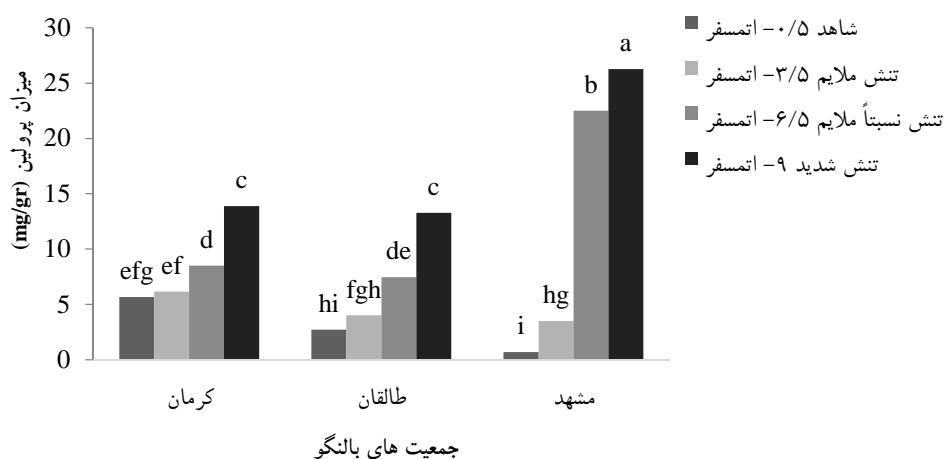 میزان پرولین (mg/gr)
30
25
20
15
10
5
0
efg ef d c
hi fgh de c
i hg b a
کرمان طالقان مشهد
جمعیت های بالنگو
شاهد ۰/۵- اتمسفر
تنش ملایم ۳/۵- اتمسفر
تنش نسبتاً ملایم ۶/۵- اتمسفر
تنش شدید ۹- اتمسفر